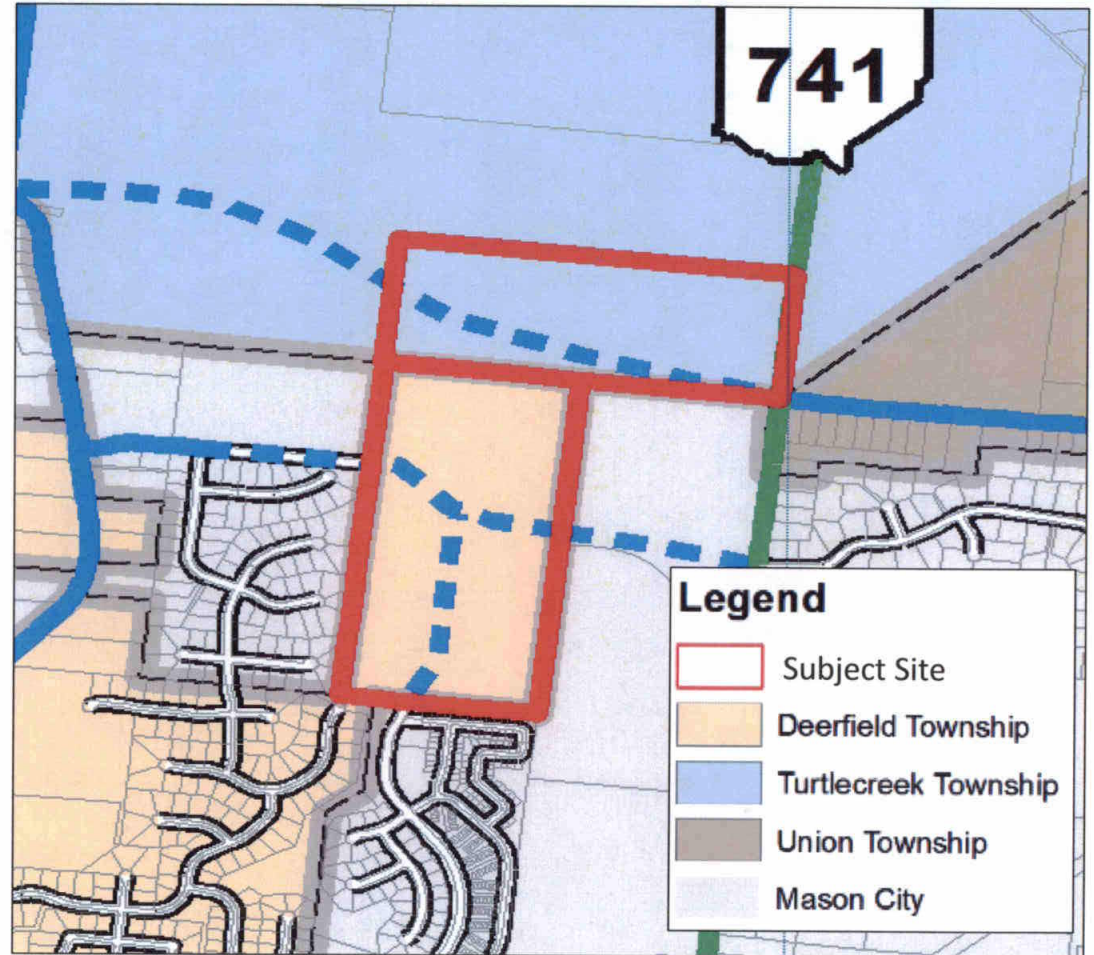 741
Legend
Subject Site
Deerfield Township
Turtlecreek Township
Union Township
Mason City